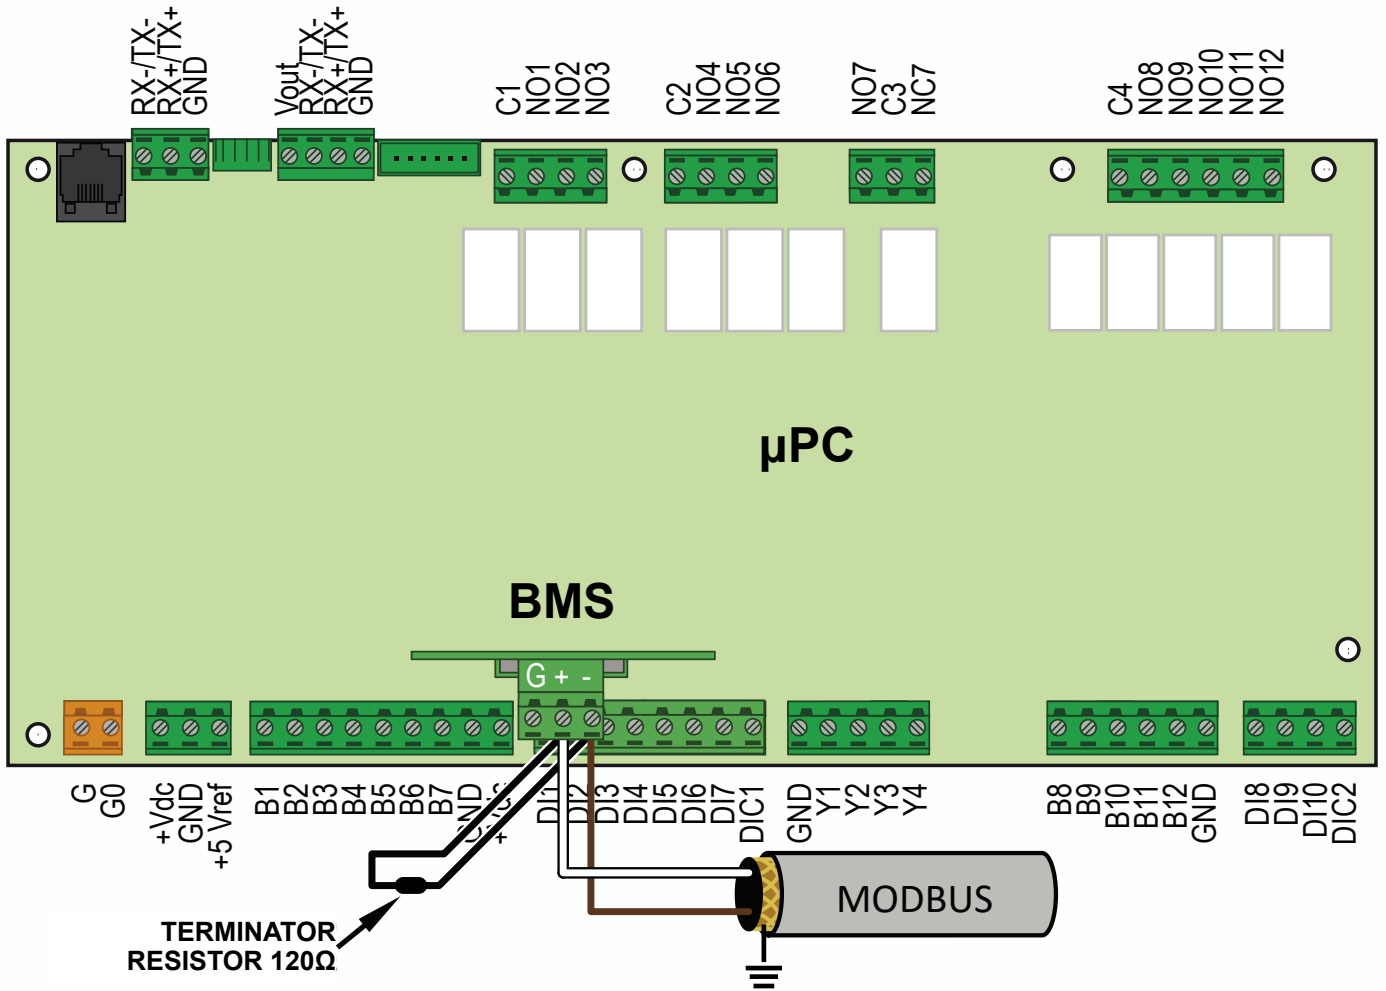 RX-/TX-
RX+/TX+
GND
Vout
RX-/TX-
RX+/TX+
GND
C1
NO1
NO2
NO3
C2
NO4
NO5
NO6
NO7
C3
NC7
C4
NO8
NO9
NO10
NO11
NO12
µPC
BMS
G + -
G
G0
+Vdc
GND
+5 Vref
B1
B2
B3
B4
B5
B6
B7
GND
DI1
DI2
DI3
DI4
DI5
DI6
DI7
DIC1
GND
Y1
Y2
Y3
Y4
B8
B9
B10
B11
B12
GND
DI8
DI9
DI10
DIC2
MODBUS
TERMINATOR
RESISTOR 120Ω